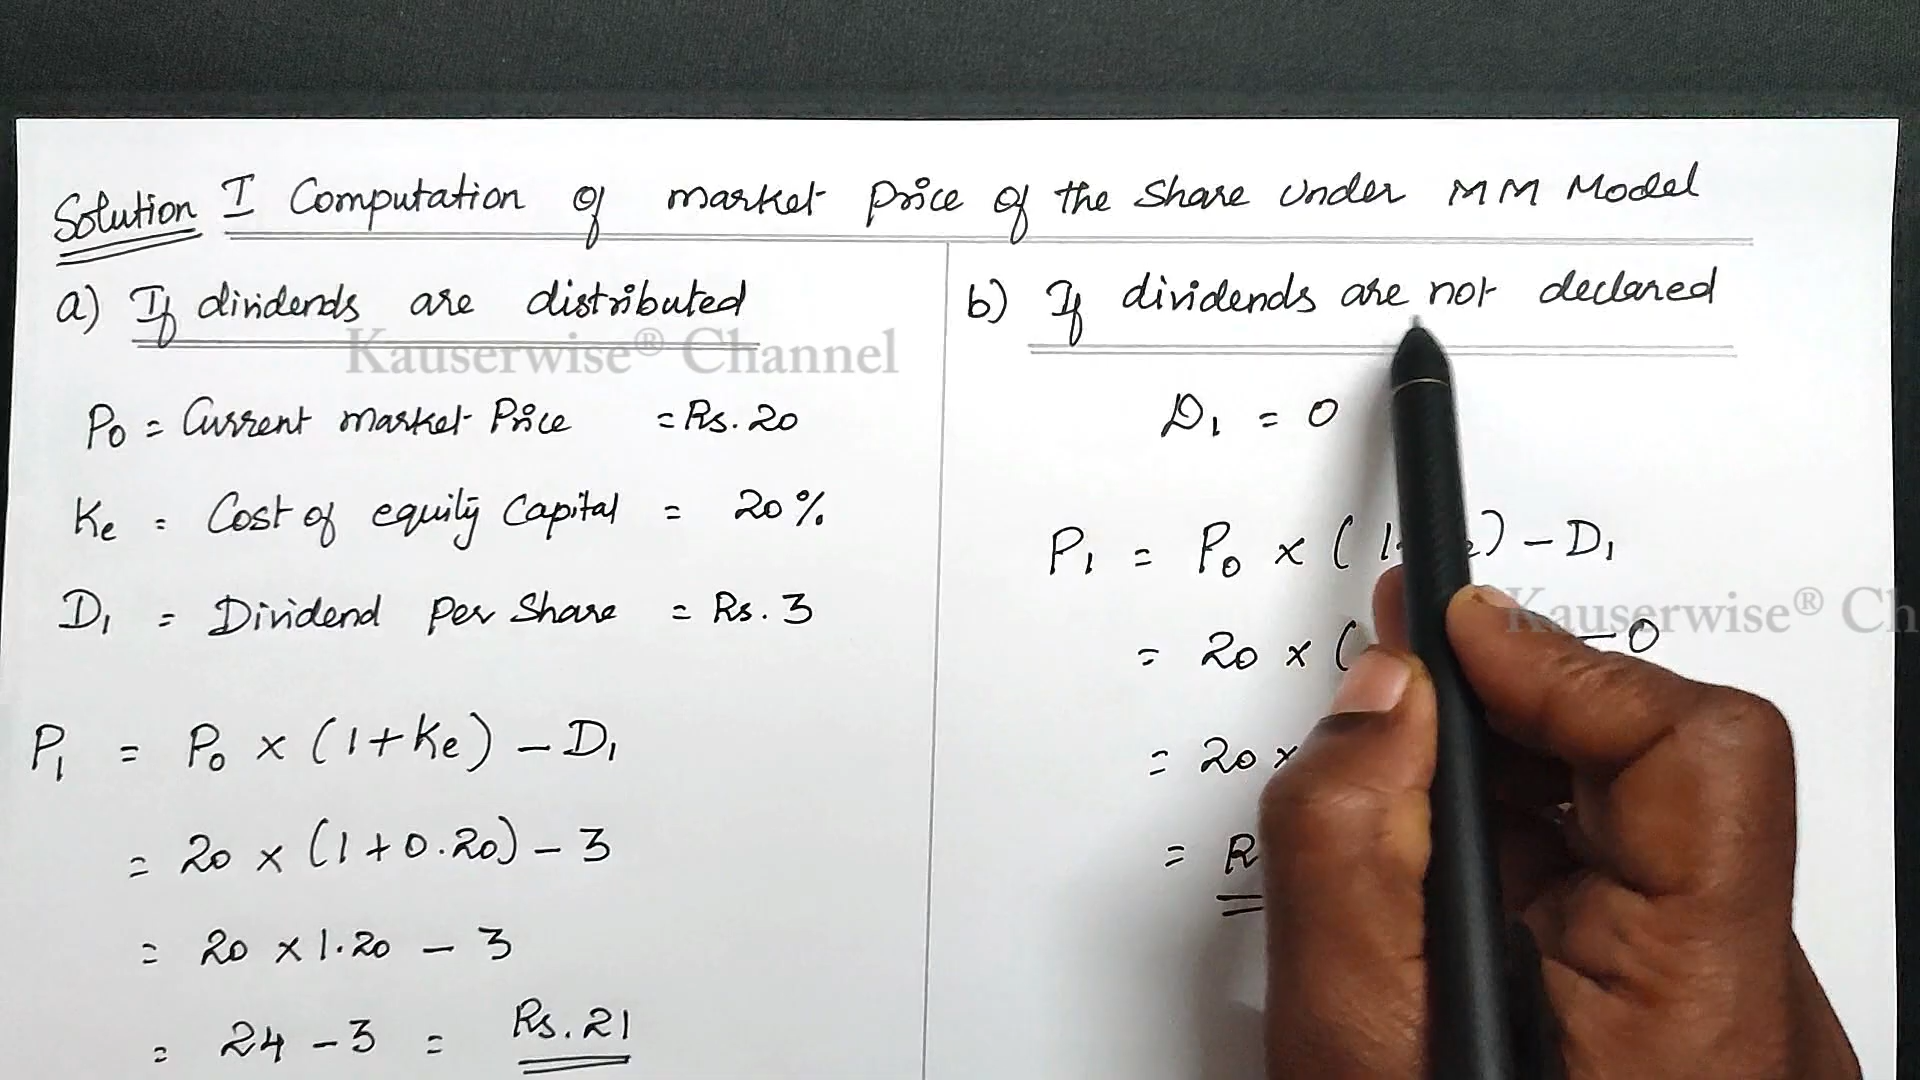 Solution I Computation of market Price of the Share Under MM Model
a) If dividends are distributed
Kauserwise® Channel
P0 = Current market Price = Rs. 20
Ke = Cost of equity Capital = 20%
D1 = Dividend Per Share = Rs. 3
P1 = P0 × (1+Ke) – D1
= 20 × (1+0.20) – 3
= 20 × 1.20 – 3
= 24 – 3 = Rs. 21
b) If dividends are not declared
D1 = 0
P1 = P0 × (1 ) – D1
Kauserwise® Ch
= 20 × ( – 0
= 20 ×
= R